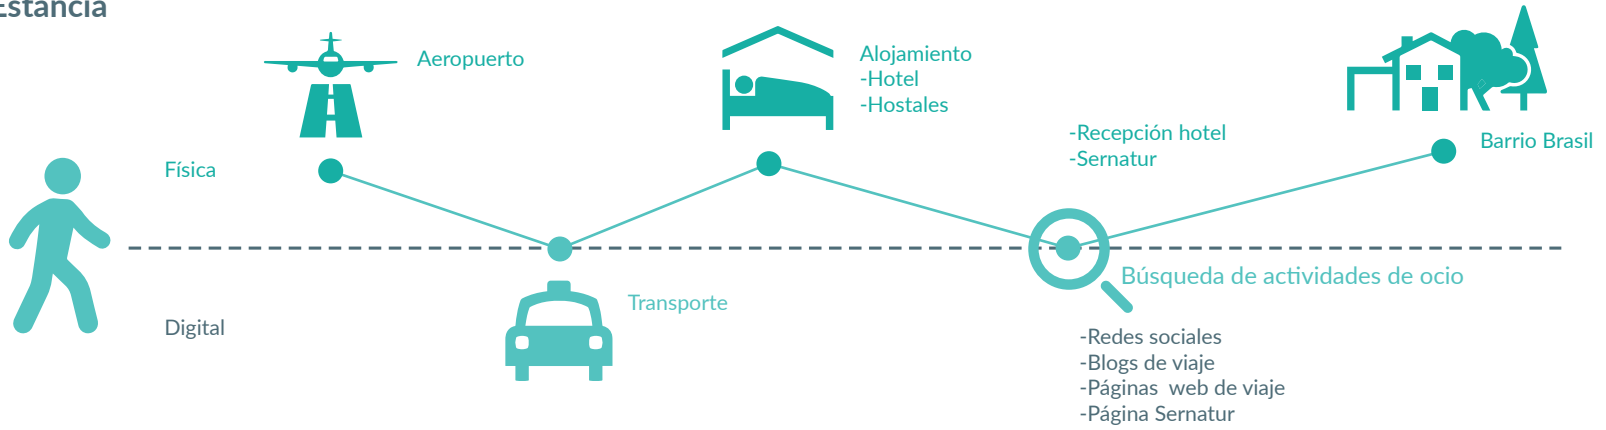 Estancia
Aeropuerto
Alojamiento
-Hotel
-Hostales
-Recepción hotel
-Sernatur
Barrio Brasil
Física
Búsqueda de actividades de ocio
Transporte
Digital
-Redes sociales
-Blogs de viaje
-Páginas  web de viaje
-Página Sernatur